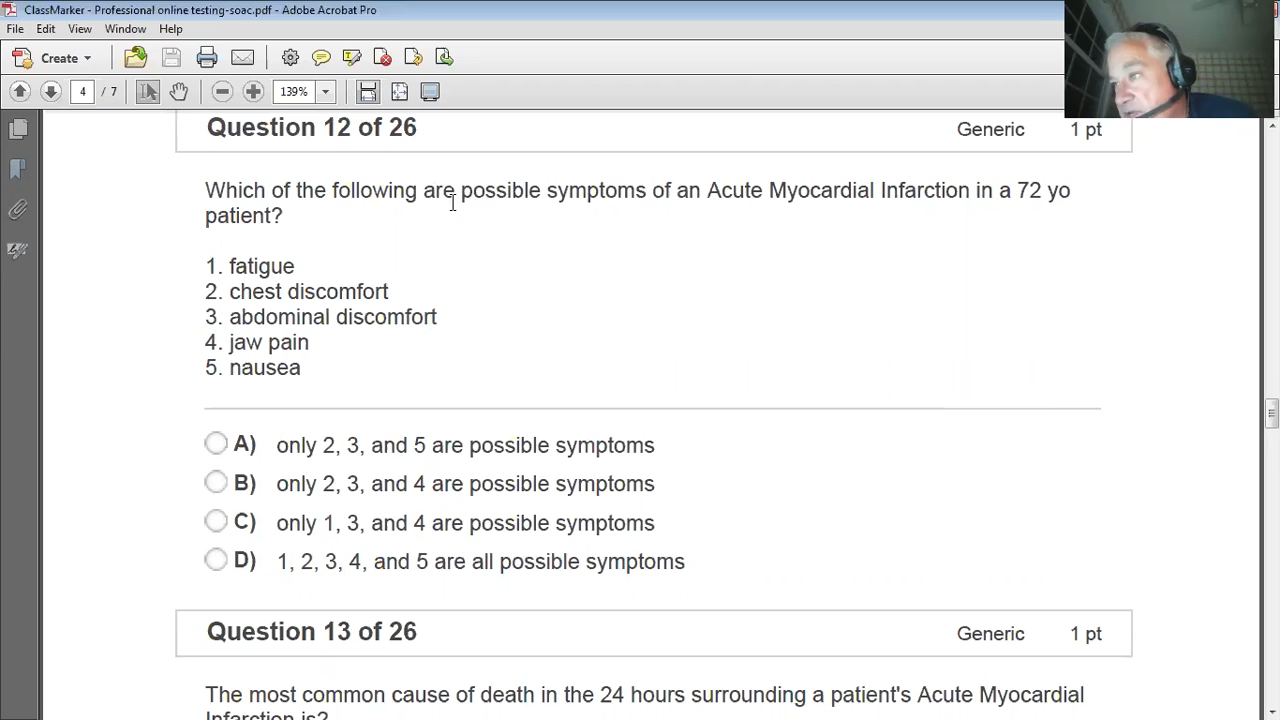 ClassMarker - Professional online testing-soac.pdf - Adobe Acrobat Pro
File Edit View Window Help
Create
4 / 7 139%
Question 12 of 26 Generic 1 pt
Which of the following are possible symptoms of an Acute Myocardial Infarction in a 72 yo
patient?
1. fatigue
2. chest discomfort
3. abdominal discomfort
4. jaw pain
5. nausea
A) only 2, 3, and 5 are possible symptoms
B) only 2, 3, and 4 are possible symptoms
C) only 1, 3, and 4 are possible symptoms
D) 1, 2, 3, 4, and 5 are all possible symptoms
Question 13 of 26 Generic 1 pt
The most common cause of death in the 24 hours surrounding a patient's Acute Myocardial
Infarction is?